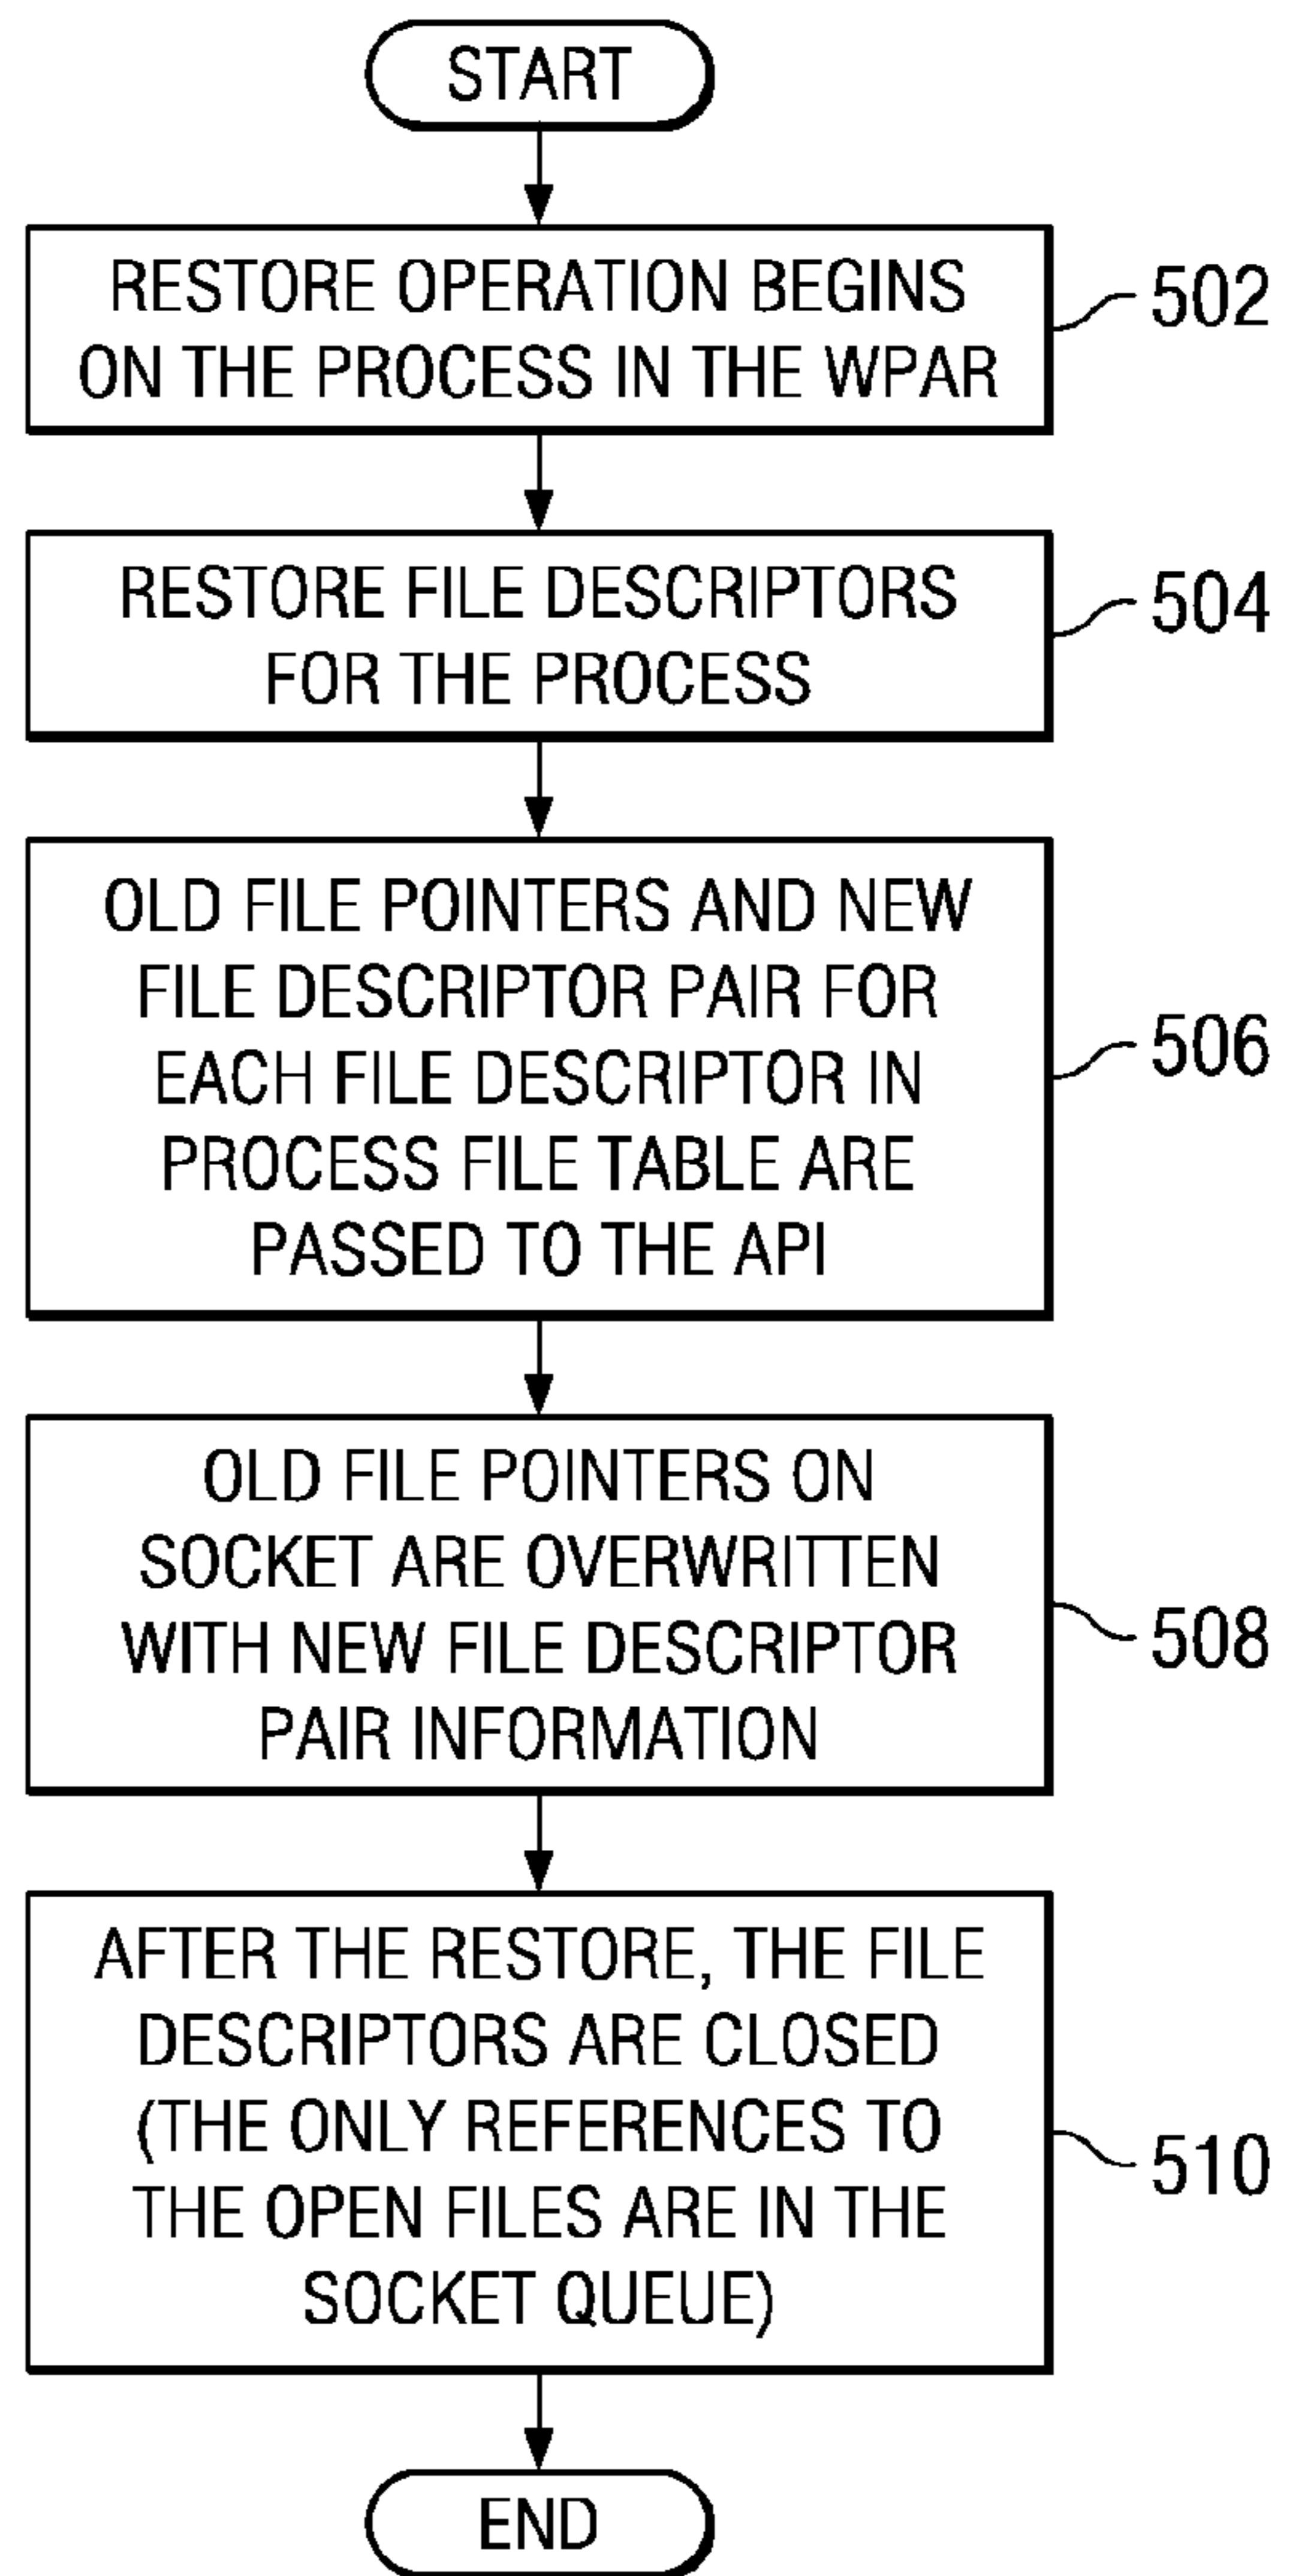 START
RESTORE OPERATION BEGINS
ON THE PROCESS IN THE WPAR
502
RESTORE FILE DESCRIPTORS
FOR THE PROCESS
504
OLD FILE POINTERS AND NEW
FILE DESCRIPTOR PAIR FOR
EACH FILE DESCRIPTOR IN
PROCESS FILE TABLE ARE
PASSED TO THE API
506
OLD FILE POINTERS ON
SOCKET ARE OVERWRITTEN
WITH NEW FILE DESCRIPTOR
PAIR INFORMATION
508
AFTER THE RESTORE, THE FILE
DESCRIPTORS ARE CLOSED
(THE ONLY REFERENCES TO
THE OPEN FILES ARE IN THE
SOCKET QUEUE)
510
END